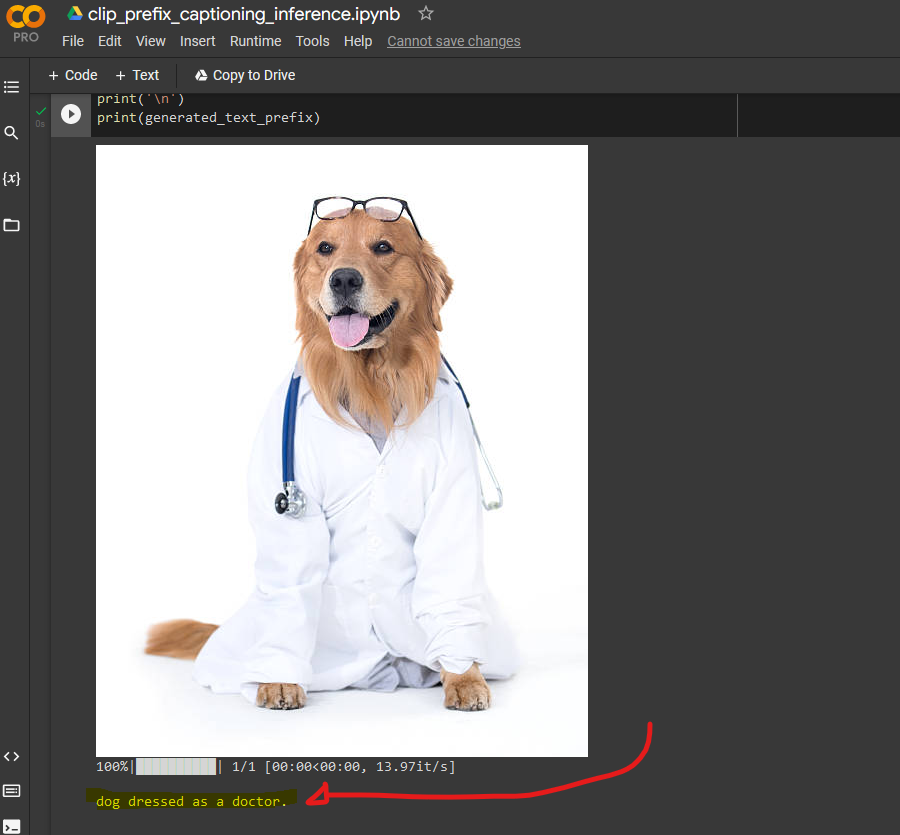 clip_prefix_captioning_inference.ipynb
PRO
File Edit View Insert Runtime Tools Help Cannot save changes
+ Code + Text Copy to Drive
print('\n')
0s
print(generated_text_prefix)
{x}
100%|██████████| 1/1 [00:00<00:00, 13.97it/s]
dog dressed as a doctor.